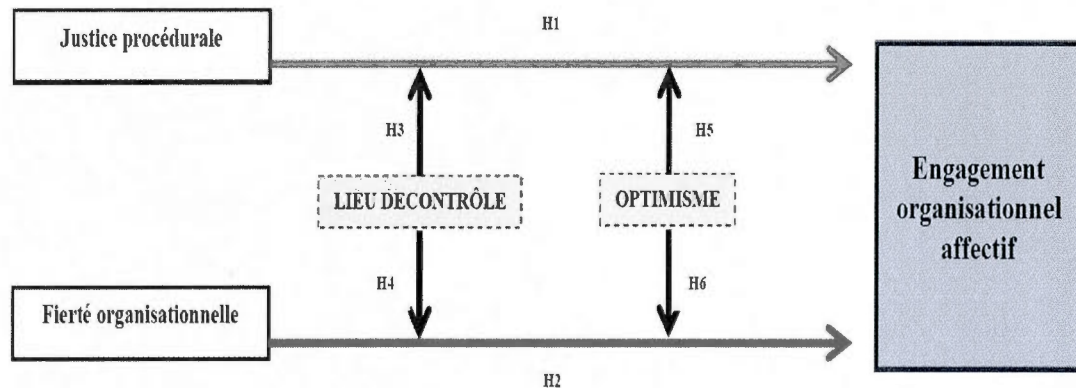 H1
Justice procédurale
H3
H5
LIEU DECONTRÔLE
OPTIMISME
Engagement
organisationnel
affectif
H4
H6
Fierté organisationnelle
H2